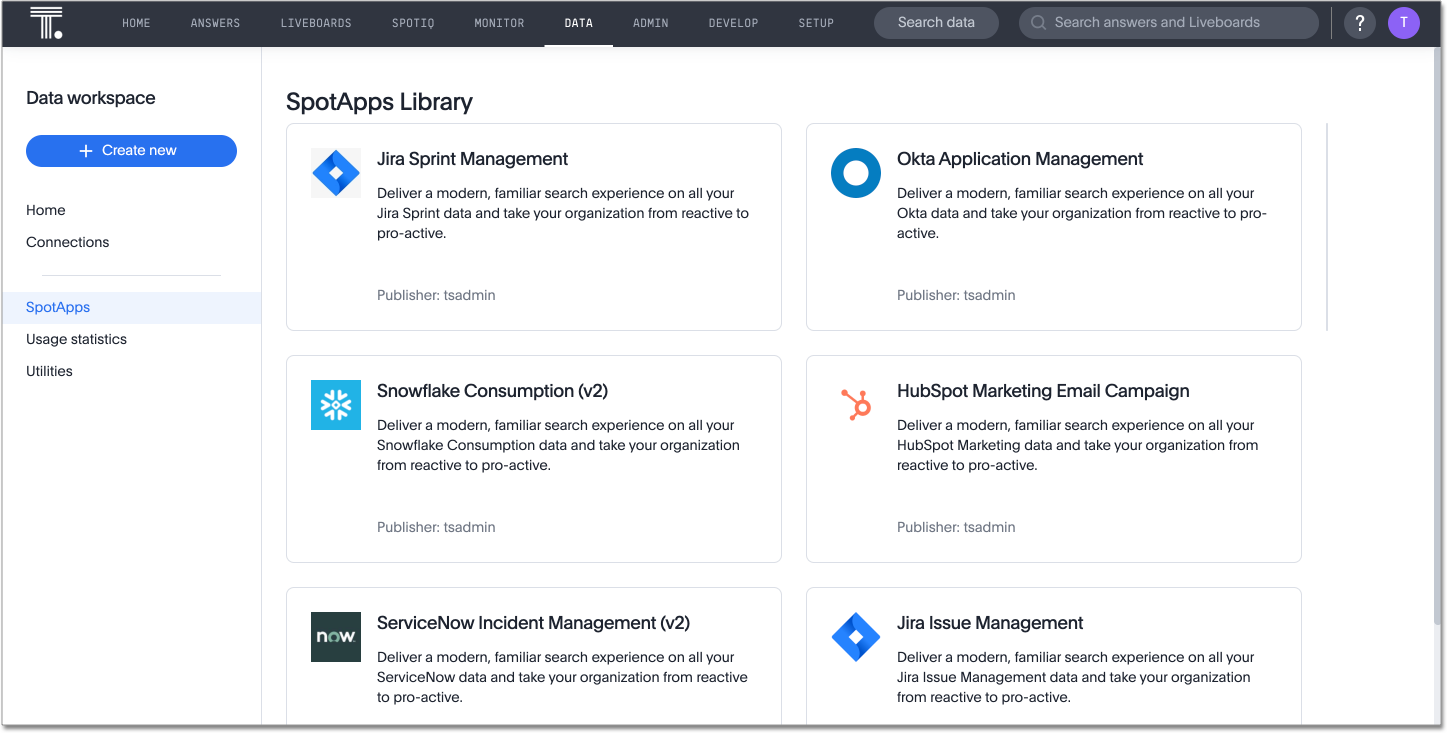 HOME ANSWERS LIVEBOARDS SPOTIQ MONITOR DATA ADMIN DEVELOP SETUP Search data Search answers and Liveboards ? T
Data workspace
+ Create new
Home
Connections
SpotApps
Usage statistics
Utilities
SpotApps Library
Jira Sprint Management
Deliver a modern, familiar search experience on all your
Jira Sprint data and take your organization from reactive to
pro-active.
Publisher: tsadmin
Okta Application Management
Deliver a modern, familiar search experience on all your
Okta data and take your organization from reactive to pro-
active.
Publisher: tsadmin
Snowflake Consumption (v2)
Deliver a modern, familiar search experience on all your
Snowflake Consumption data and take your organization
from reactive to pro-active.
Publisher: tsadmin
HubSpot Marketing Email Campaign
Deliver a modern, familiar search experience on all your
HubSpot Marketing data and take your organization from
reactive to pro-active.
Publisher: tsadmin
now.
ServiceNow Incident Management (v2)
Deliver a modern, familiar search experience on all your
ServiceNow data and take your organization from reactive
to pro-active.
Jira Issue Management
Deliver a modern, familiar search experience on all your
Jira Issue Management data and take your organization
from reactive to pro-active.